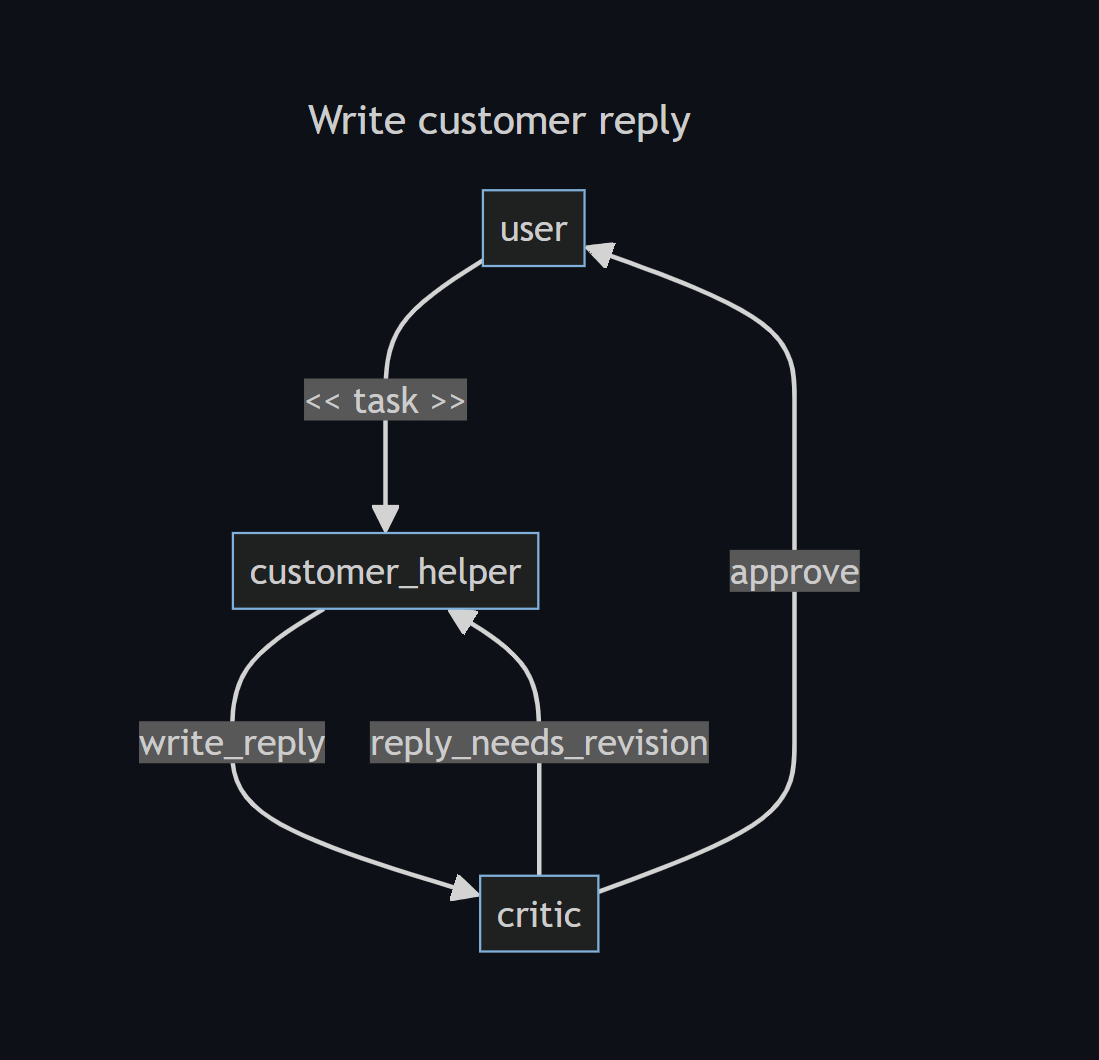 Write customer reply
user
<< task >>
customer_helper
approve
write_reply
reply_needs_revision
critic